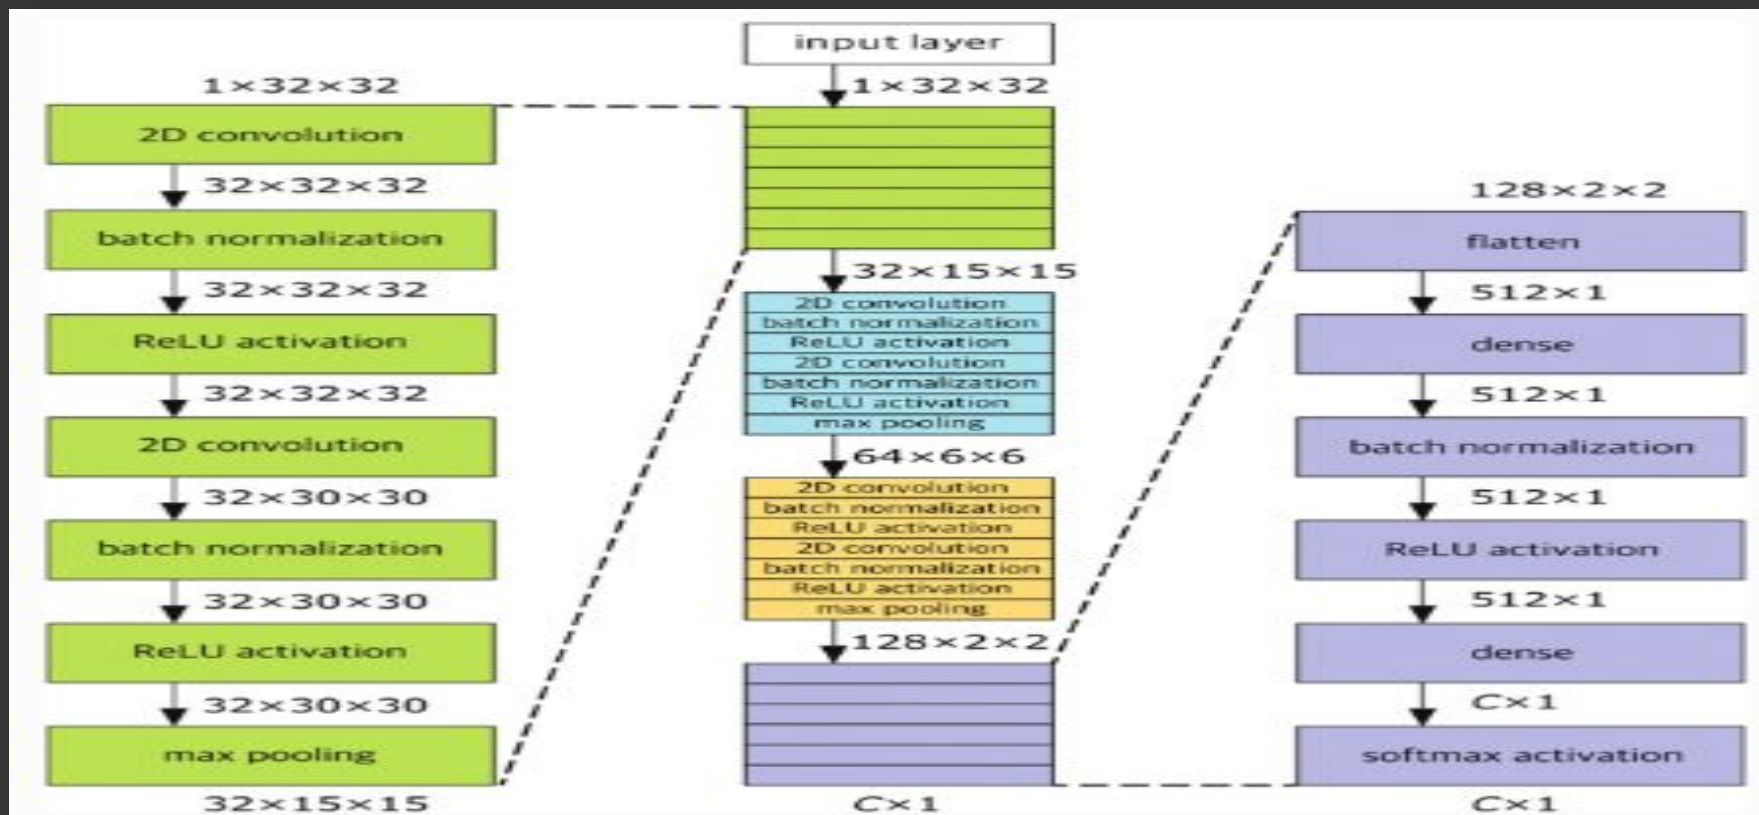 1×32×32
2D convolution
32×32×32
batch normalization
32×32×32
ReLU activation
32×32×32
2D convolution
32×30×30
batch normalization
32×30×30
ReLU activation
32×30×30
max pooling
32×15×15
input layer
1×32×32
32×15×15
2D convolution
batch normalization
ReLU activation
2D convolution
batch normalization
ReLU activation
max pooling
64×6×6
2D convolution
batch normalization
ReLU activation
2D convolution
batch normalization
ReLU activation
max pooling
128×2×2
C×1
128×2×2
flatten
512×1
dense
512×1
batch normalization
512×1
ReLU activation
512×1
dense
C×1
softmax activation
C×1